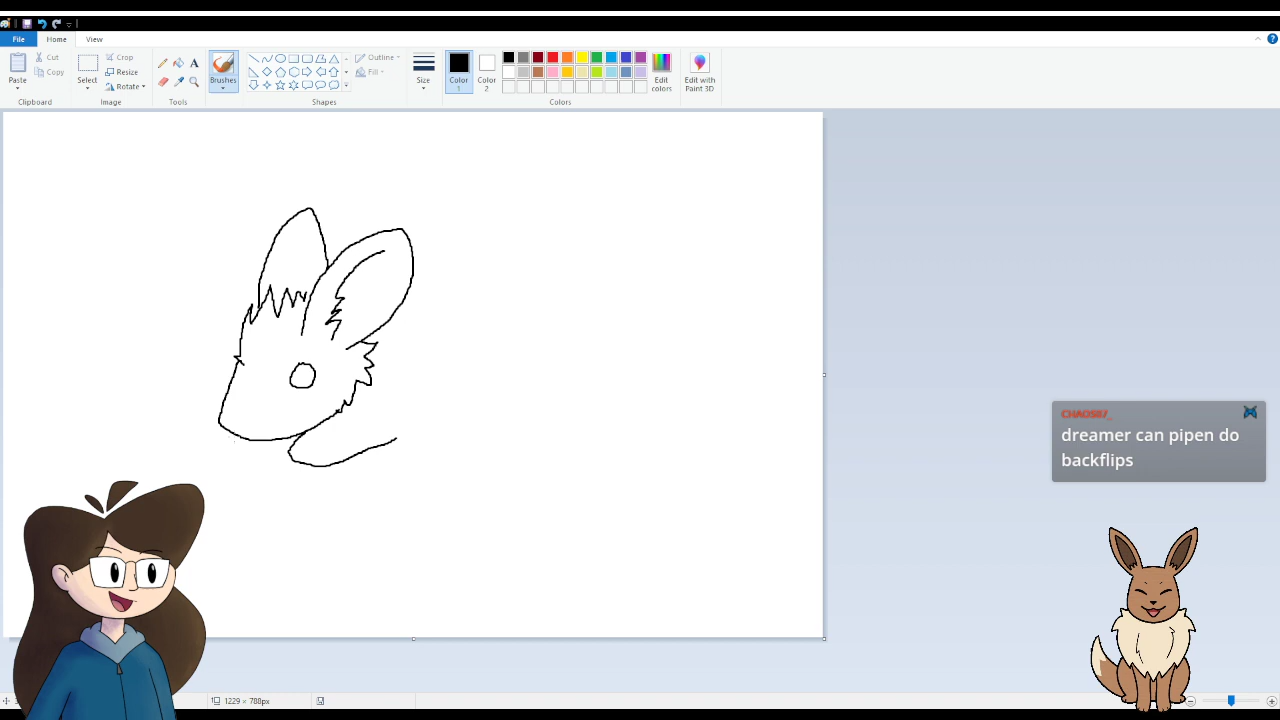 File
Home
View
Paste
Cut
Copy
Clipboard
Select
Crop
Resize
Rotate
Image
A
Tools
Brushes
Outline
Fill
Shapes
Size
Color
1
Color
2
Edit
colors
Colors
Edit with
Paint 3D
CHAOS87_
dreamer can pipen do
backflips
1229 × 788px